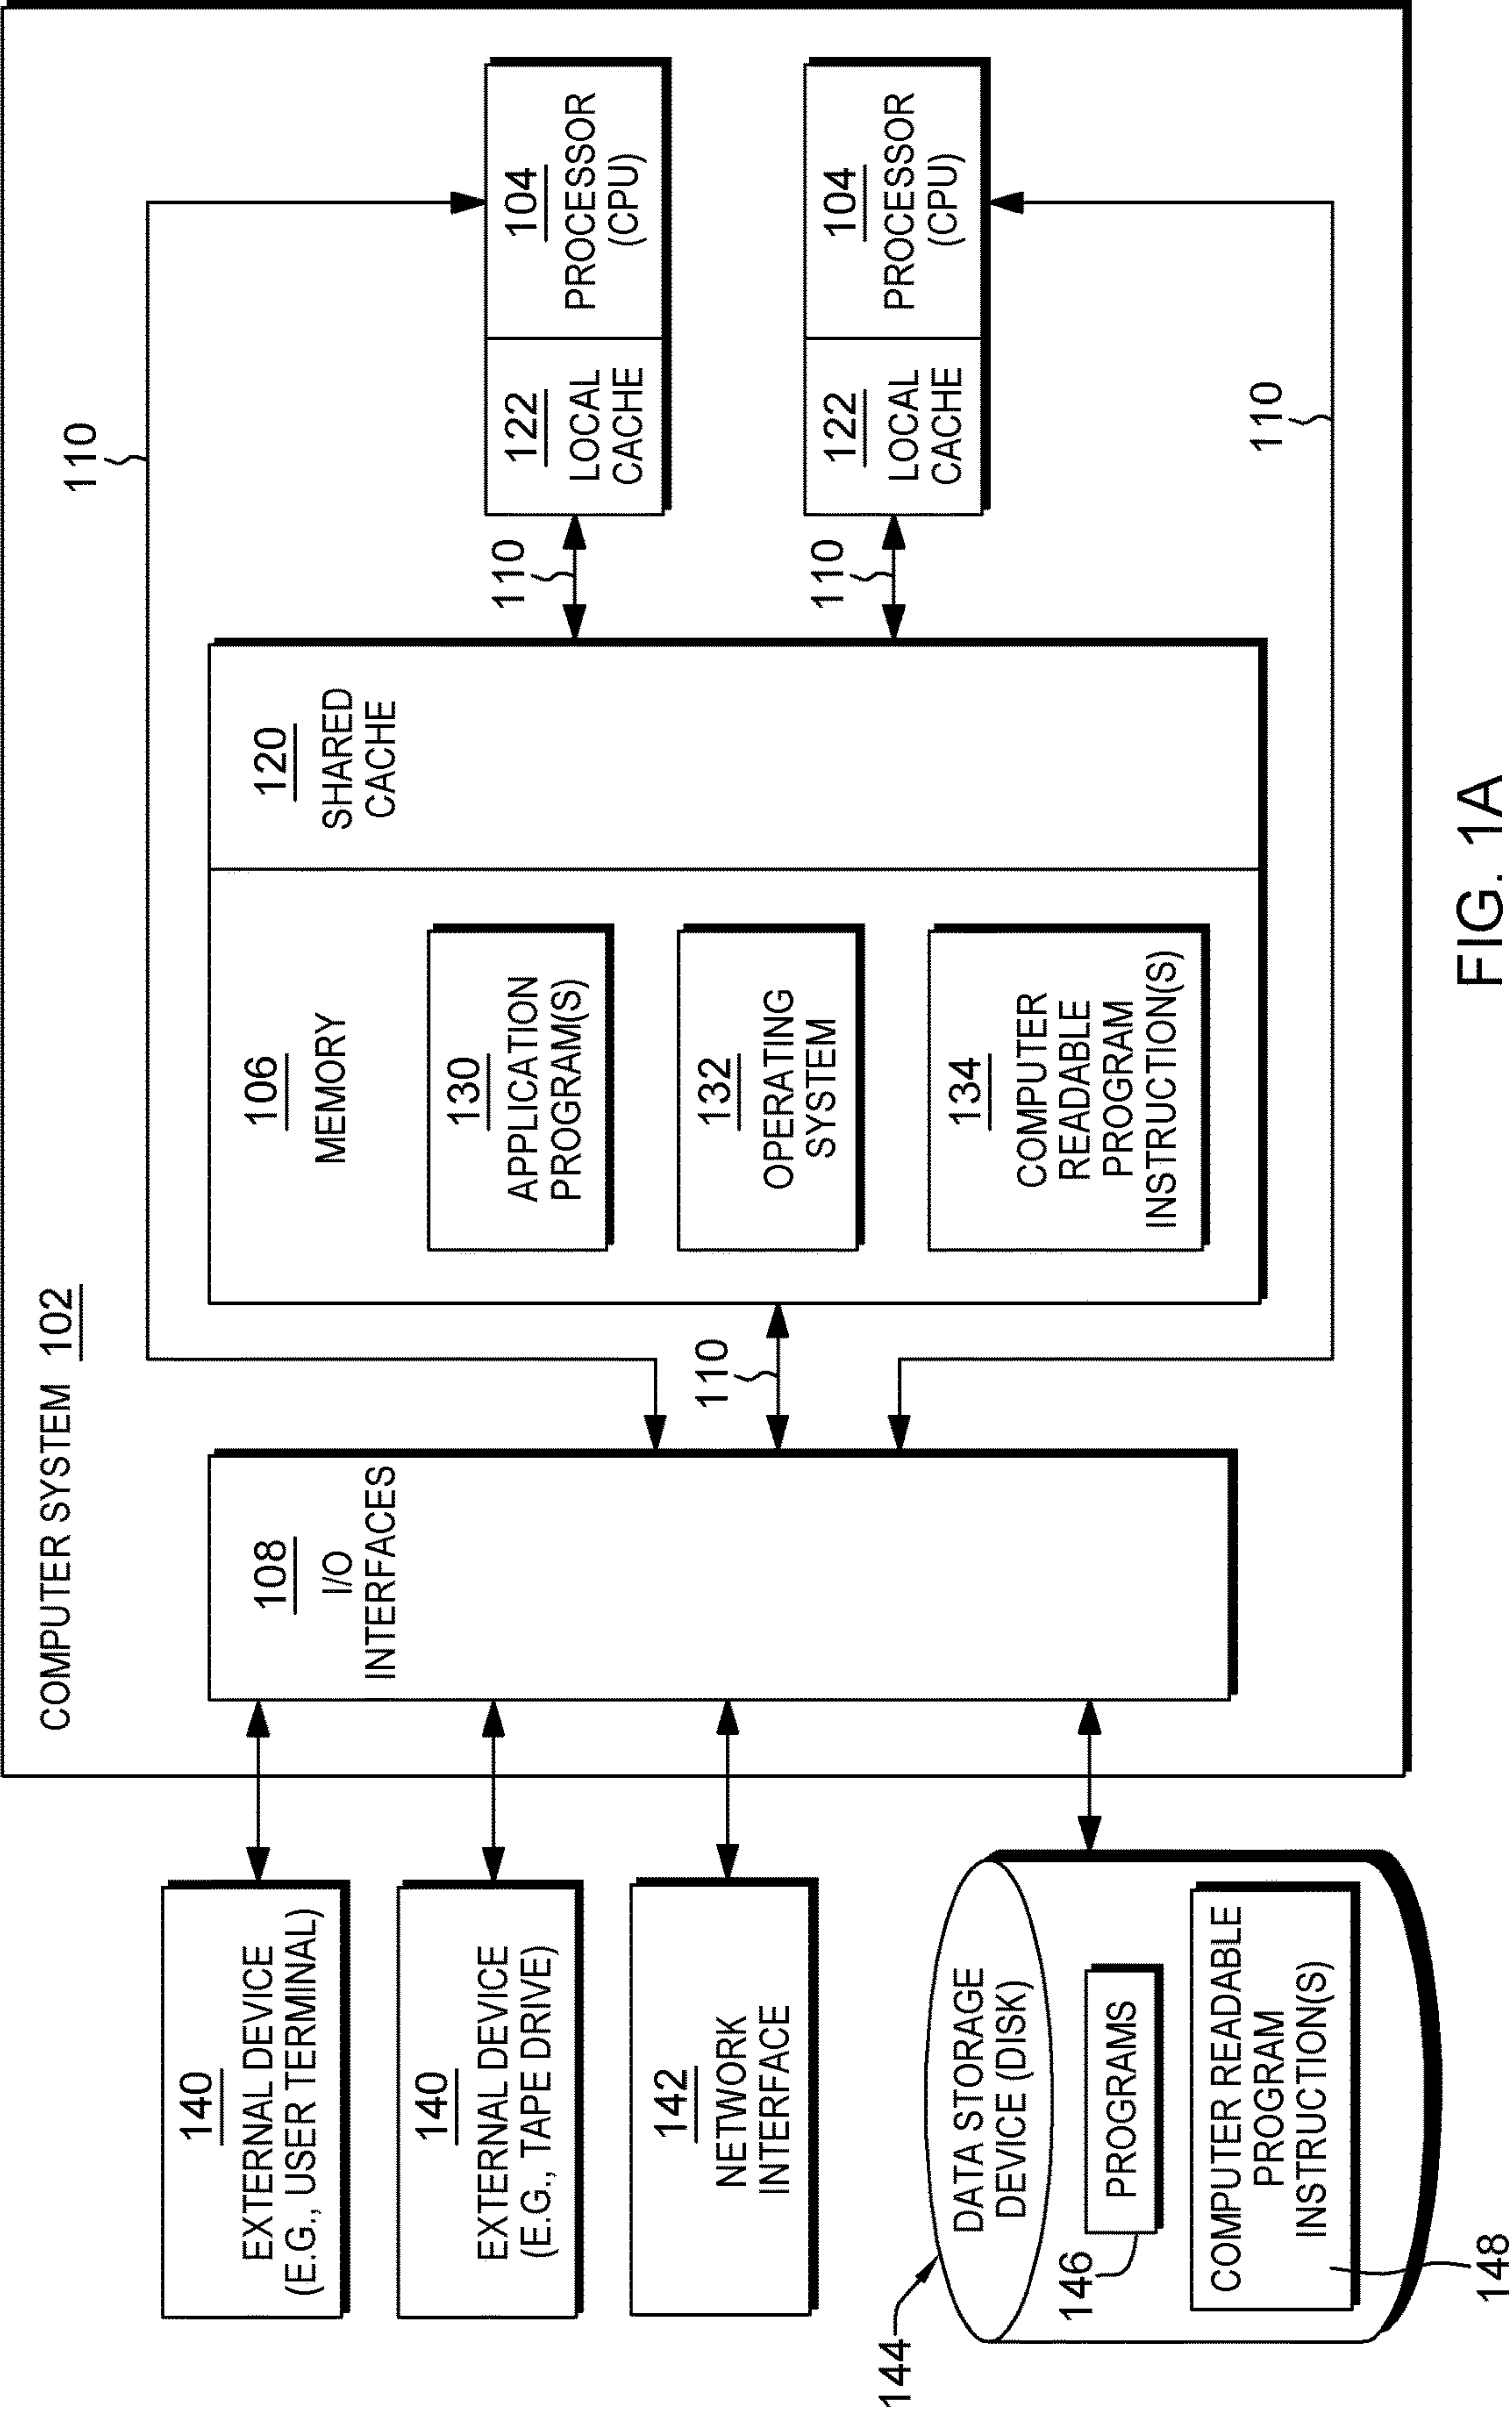 COMPUTER SYSTEM 102
110
140
EXTERNAL DEVICE
(E.G., USER TERMINAL)
140
EXTERNAL DEVICE
(E.G., TAPE DRIVE)
142
NETWORK
INTERFACE
144
DATA STORAGE
DEVICE (DISK)
146
PROGRAMS
COMPUTER READABLE
PROGRAM
INSTRUCTION(S)
148
108
I/O
INTERFACES
110
106
MEMORY
130
APPLICATION
PROGRAM(S)
132
OPERATING
SYSTEM
134
COMPUTER
READABLE
PROGRAM
INSTRUCTION(S)
120
SHARED
CACHE
110
110
122
LOCAL
CACHE
104
PROCESSOR
(CPU)
122
LOCAL
CACHE
104
PROCESSOR
(CPU)
110
FIG. 1A